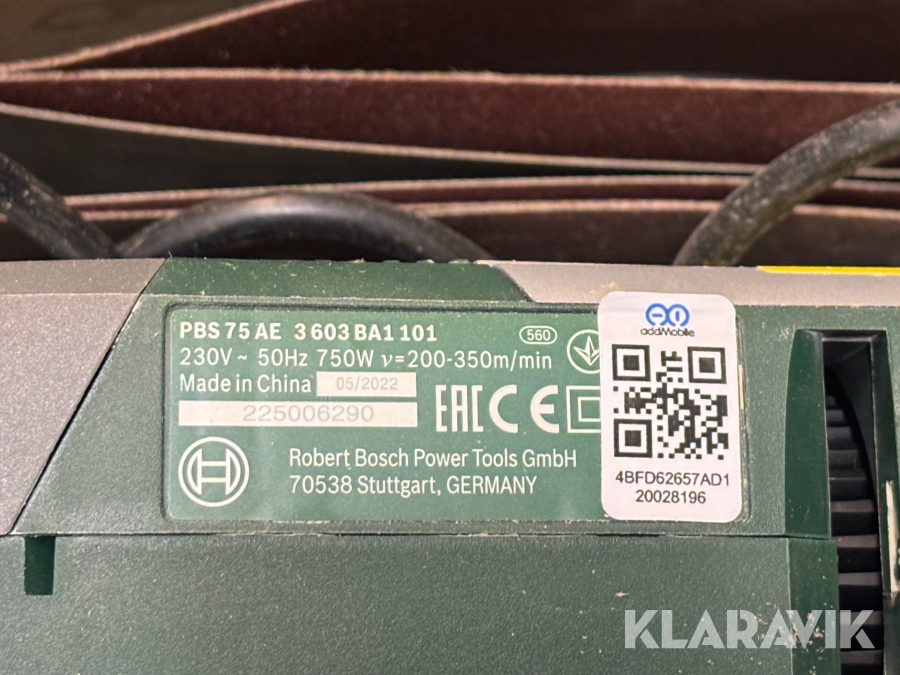 PBS 75 AE 3 603 BA1 101
560
230V ~ 50Hz 750W ν=200-350m/min
Made in China 05/2022
225006290
EAC CE
Robert Bosch Power Tools GmbH
70538 Stuttgart, GERMANY
addMobile
4BFD62657AD1
20028196
KLARAVIK